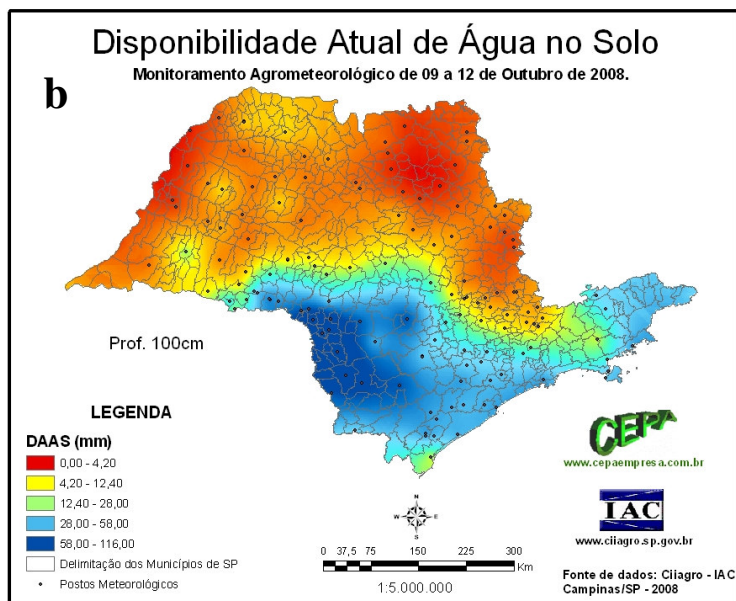 Disponibilidade Atual de Água no Solo
Monitoramento Agrometeorológico de 09 a 12 de Outubro de 2008.
b
Prof. 100cm
LEGENDA
DAAS (mm)
0,00 - 4,20
4,20 - 12,40
12,40 - 28,00
28,00 - 58,00
58,00 - 116,00
Delimitação dos Municípios de SP
Postos Meteorológicos
N
W E
S
0 37,5 75 150 225 300
Km
1:5.000.000
CEPA
www.cepaempresa.com.br
IAC
www.ciiagro.sp.gov.br
Fonte de dados: Ciiagro - IAC
Campinas/SP - 2008